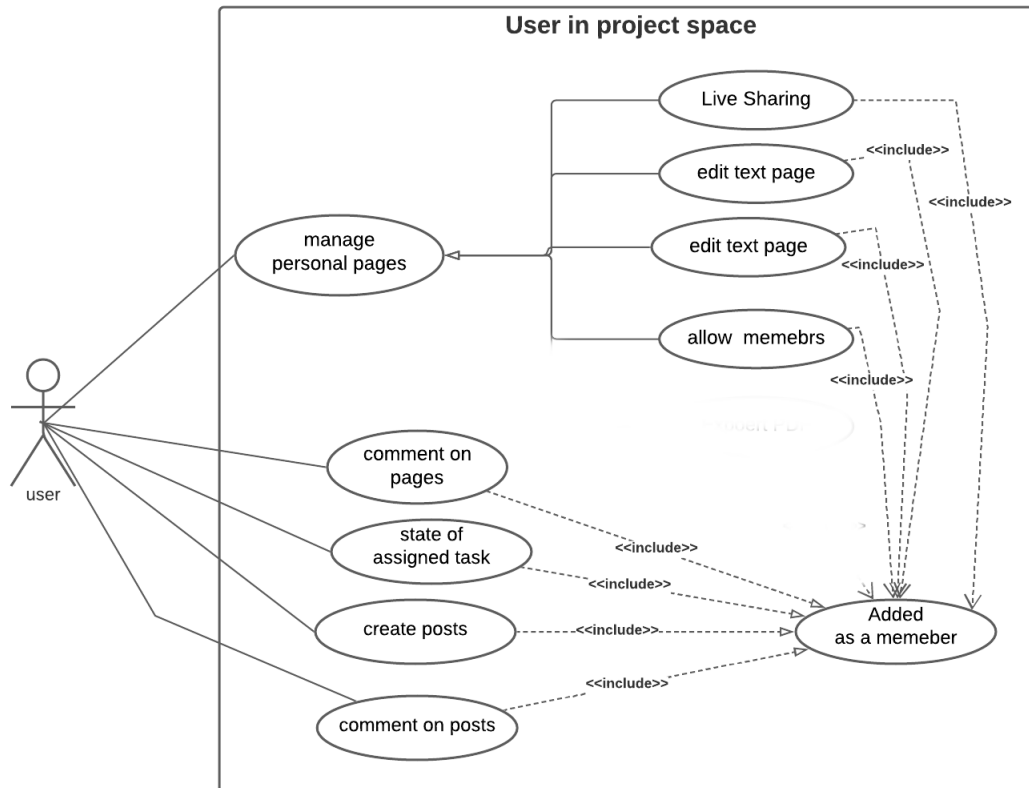 User in project space
Live Sharing
<<include>>
edit text page
<<include>>
manage
personal pages
edit text page
<<include>>
allow  memebrs
<<include>>
user
comment on
pages
<<include>>
state of
assigned task
<<include>>
create posts
<<include>>
Added
as a memeber
comment on posts
<<include>>